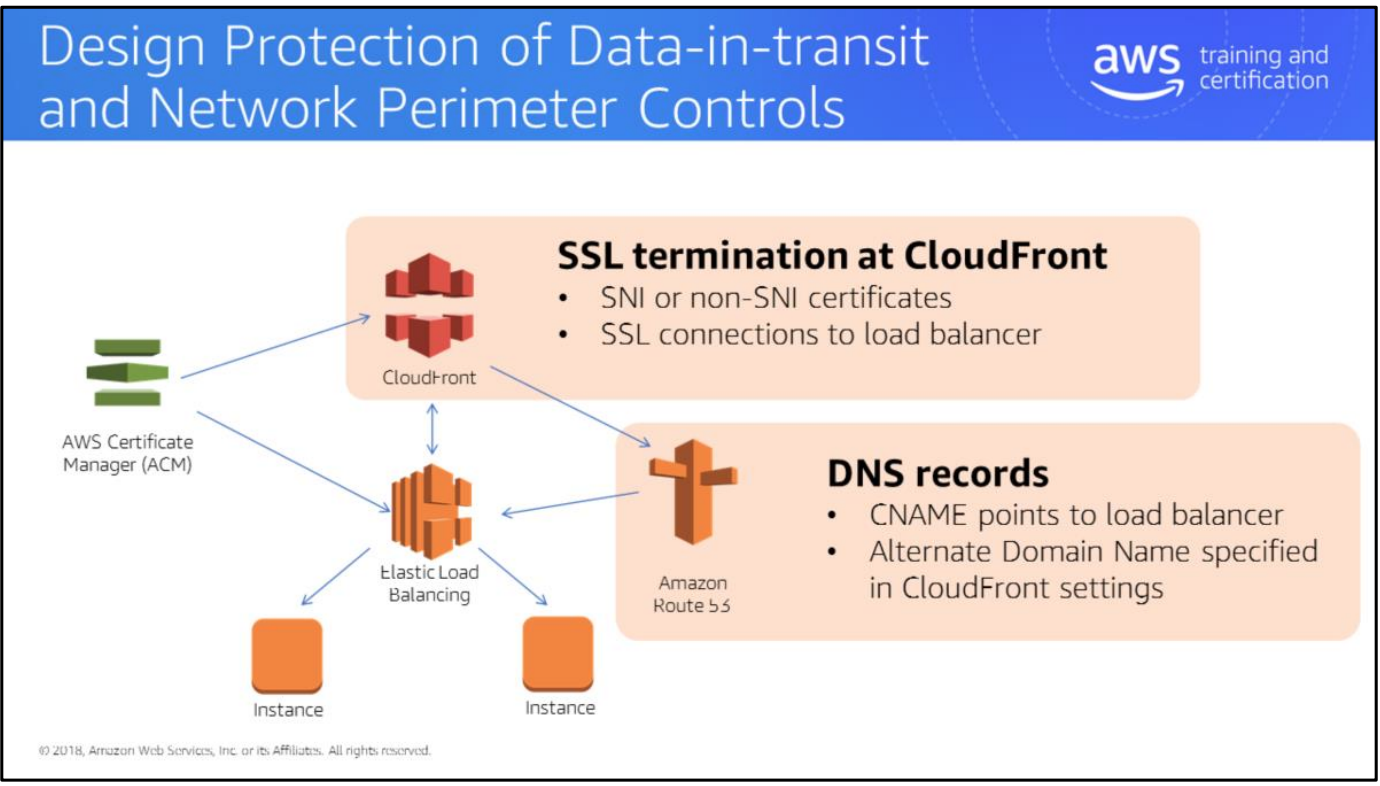 Design Protection of Data-in-transit
and Network Perimeter Controls
aws training and
certification
SSL termination at CloudFront
• SNI or non-SNI certificates
• SSL connections to load balancer
CloudFront
AWS Certificate
Manager (ACM)
DNS records
• CNAME points to load balancer
• Alternate Domain Name specified
in CloudFront settings
Elastic Load
Balancing
Amazon
Route 53
Instance
Instance
© 2018, Amazon Web Services, Inc. or its Affiliates. All rights reserved.